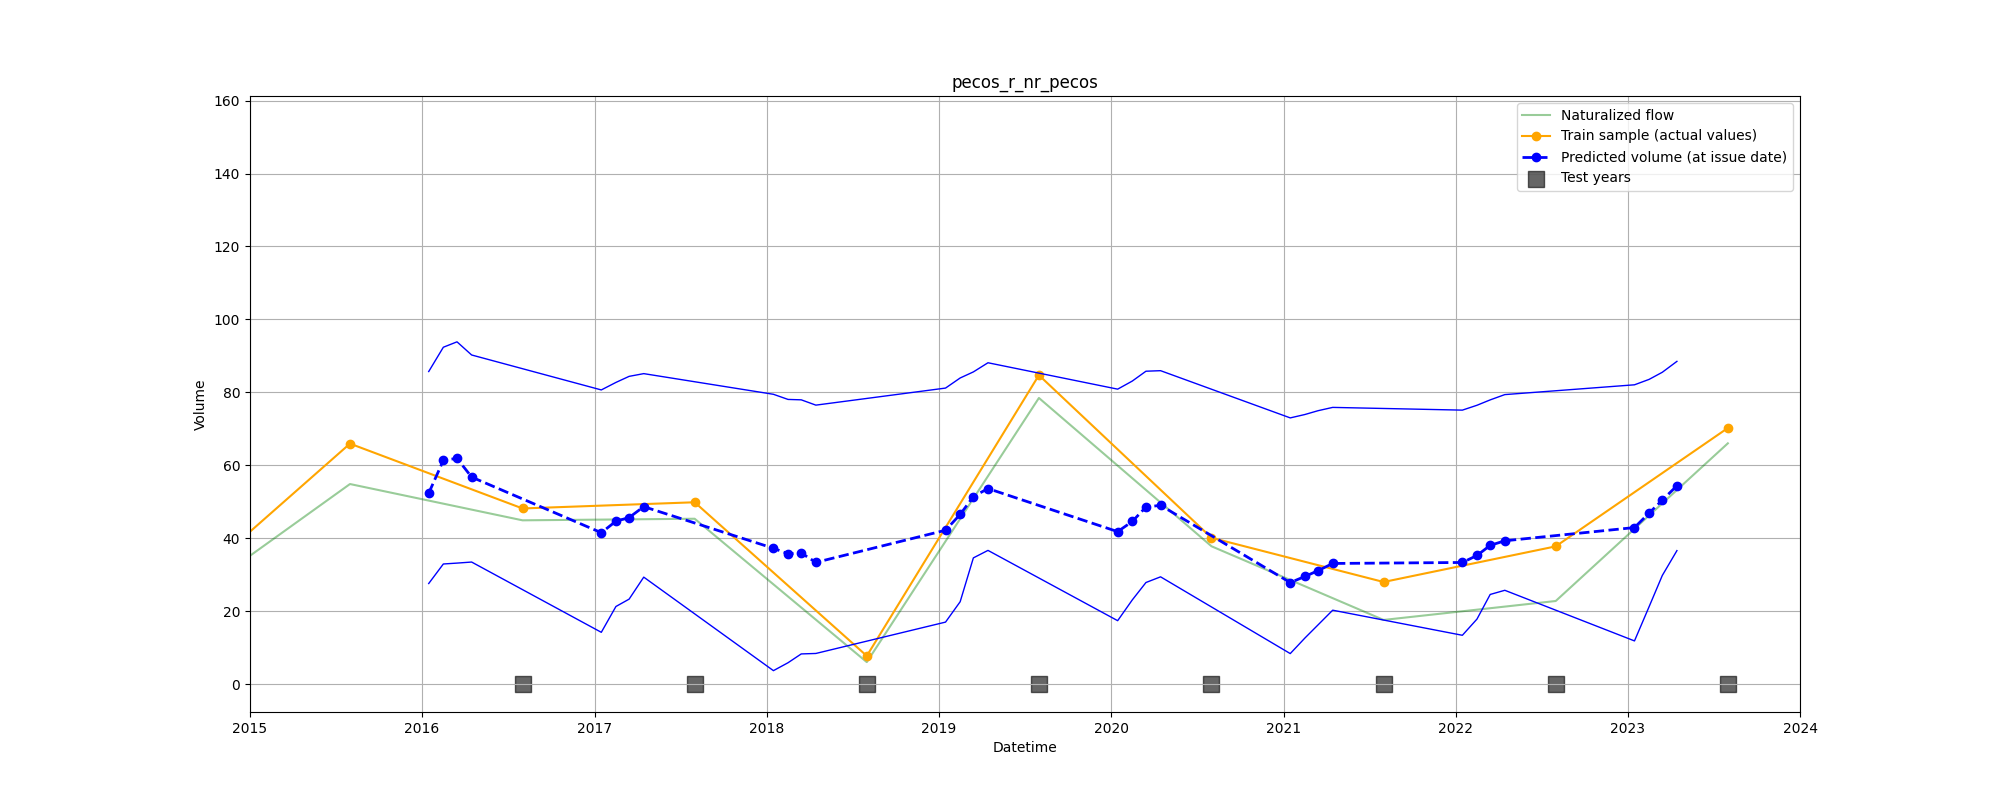 pecos_r_nr_pecos
160
140
120
100
80
60
40
20
0
Volume
Naturalized flow
Train sample (actual values)
Predicted volume (at issue date)
Test years
2015 2016 2017 2018 2019 2020 2021 2022 2023 2024
Datetime